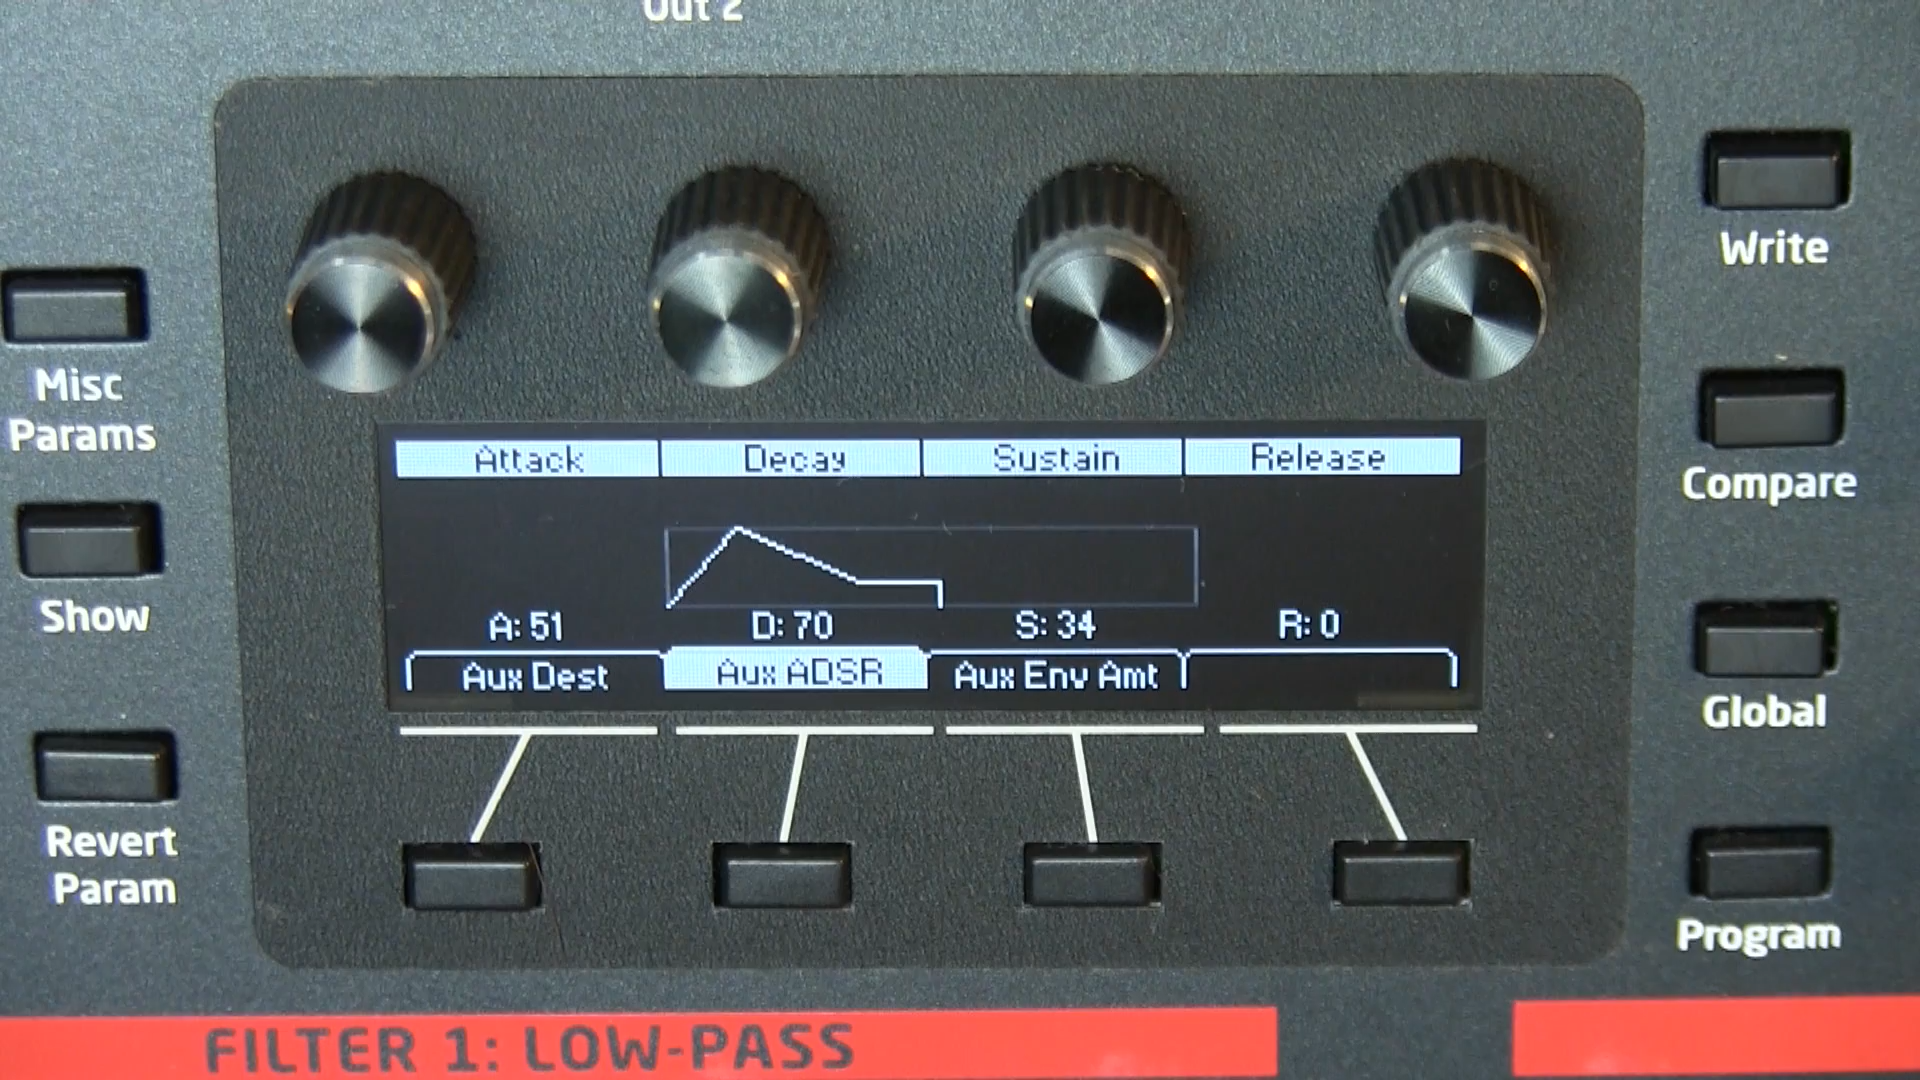 Out 2
Misc
Params
Show
Revert
Param
Attack Decay Sustain Release
A: 51 D: 70 S: 34 R: 0
Aux Dest Aux ADSR Aux Env Amt
Write
Compare
Global
Program
FILTER 1: LOW-PASS